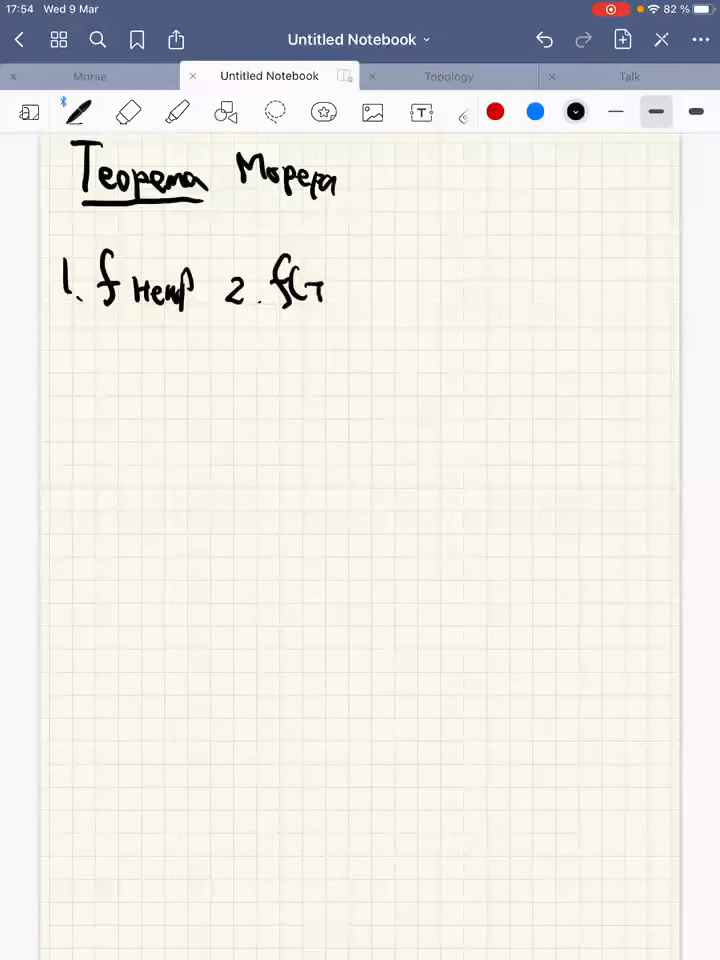 17:54 Wed 9 Mar 82 %
Untitled Notebook
Morse Untitled Notebook Topology Talk
T
Теорема Морера
1. f непр 2.